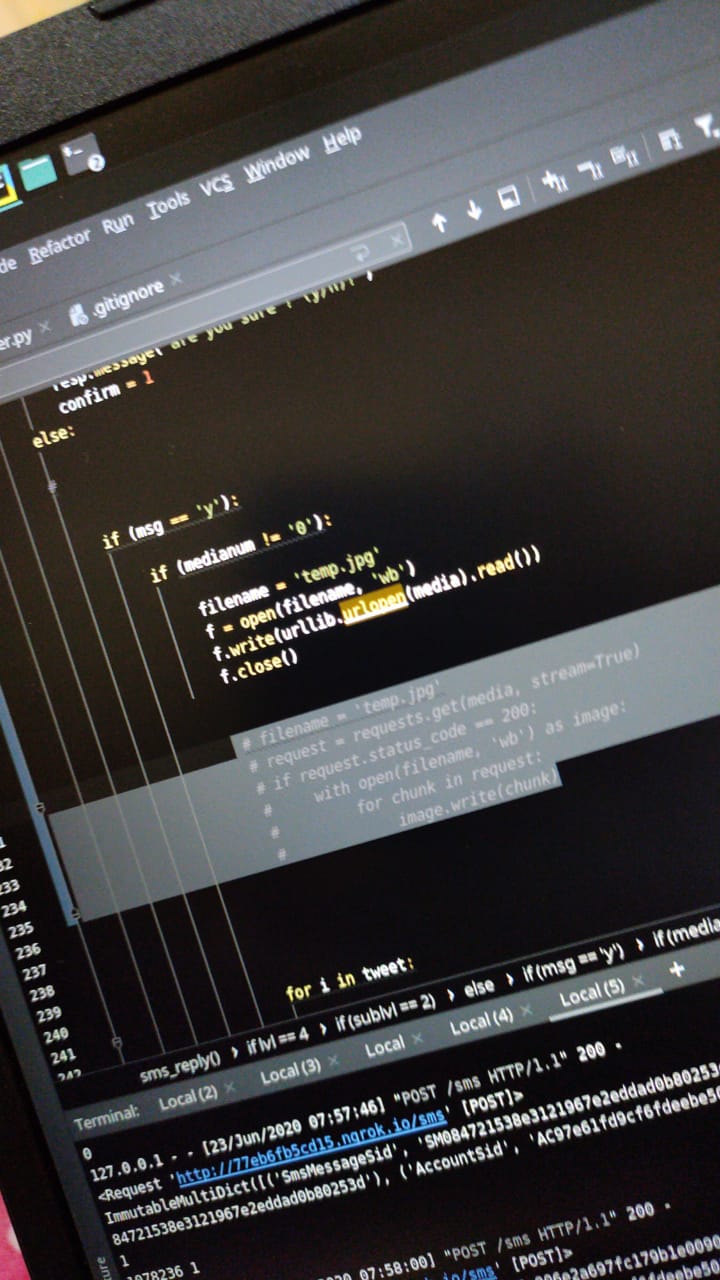 de Refactor Run Tools VCS Window Help
er.py × .gitignore ×
resp.message("are you sure ? (y/n)")
confirm = 1
else:
#
if (msg == 'y'):
if (medianum != '0'):
filename = 'temp.jpg'
f = open(filename, 'wb')
f.write(urllib.urlopen(media).read())
f.close()
# filename = 'temp.jpg'
# request = requests.get(media, stream=True)
# if request.status_code == 200:
# with open(filename, 'wb') as image:
# for chunk in request:
# image.write(chunk)
for i in tweet:
232
233
234
235
236
237
238
239
240
241
242
sms_reply() › if lvl == 4 › if (sublvl == 2) › else › if (msg == 'y') › if (media
Terminal: Local (2) × Local (3) × Local × Local (4) × Local (5) × +
0
127.0.0.1 - - [23/Jun/2020 07:57:46] "POST /sms HTTP/1.1" 200 -
<Request 'http://77eb6fb5cd15.ngrok.io/sms' [POST]>
ImmutableMultiDict([('SmsMessageSid', 'SM084721538e3121967e2eddad0b80253
84721538e3121967e2eddad0b80253d'), ('AccountSid', 'AC97e61fd9cf6fdeebe50
1
1078236 1
07:58:00] "POST /sms HTTP/1.1" 200 -
io/sms' [POST]>